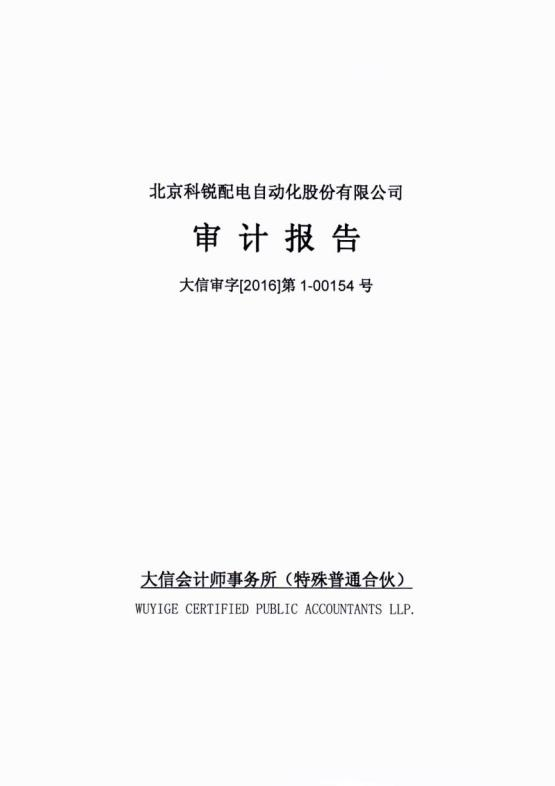 北京科锐配电自动化股份有限公司
审计报告
大信审字[2016]第 1-00154 号
大信会计师事务所（特殊普通合伙）
WUYIGE CERTIFIED PUBLIC ACCOUNTANTS LLP.